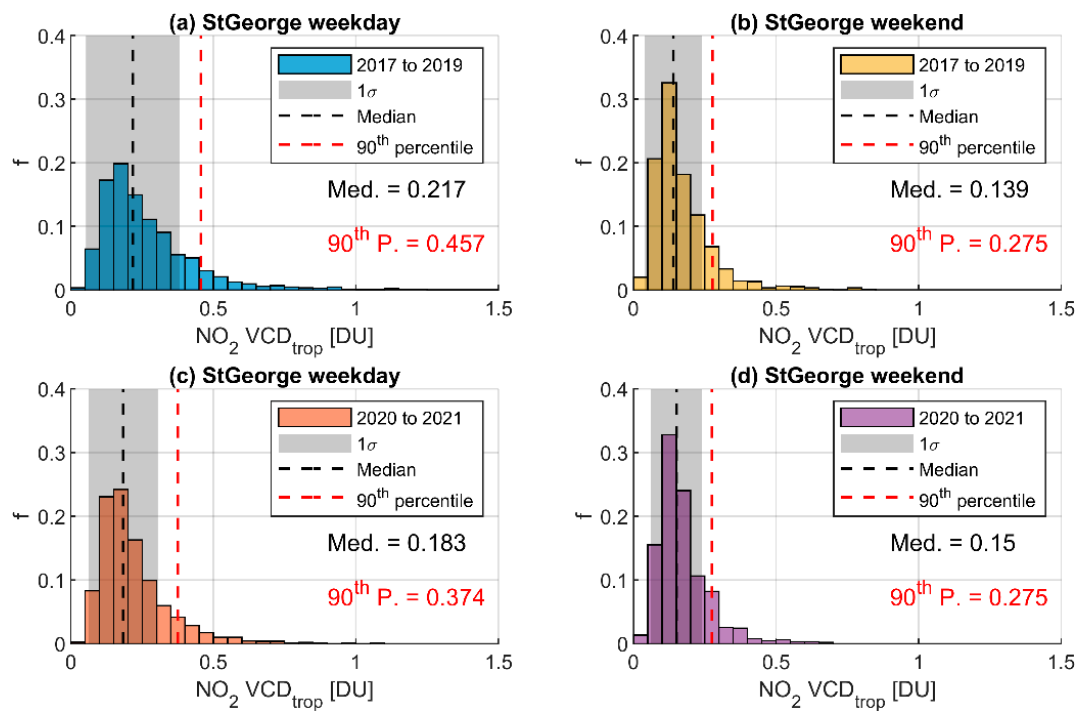 (a) StGeorge weekday
0.4
0.3
0.2
0.1
0
f
2017 to 2019
1σ
Median
90th percentile
Med. = 0.217
90th P. = 0.457
0 0.5 1 1.5
NO2 VCDtrop [DU]
(b) StGeorge weekend
0.4
0.3
0.2
0.1
0
f
2017 to 2019
1σ
Median
90th percentile
Med. = 0.139
90th P. = 0.275
0 0.5 1 1.5
NO2 VCDtrop [DU]
(c) StGeorge weekday
0.4
0.3
0.2
0.1
0
f
2020 to 2021
1σ
Median
90th percentile
Med. = 0.183
90th P. = 0.374
0 0.5 1 1.5
NO2 VCDtrop [DU]
(d) StGeorge weekend
0.4
0.3
0.2
0.1
0
f
2020 to 2021
1σ
Median
90th percentile
Med. = 0.15
90th P. = 0.275
0 0.5 1 1.5
NO2 VCDtrop [DU]